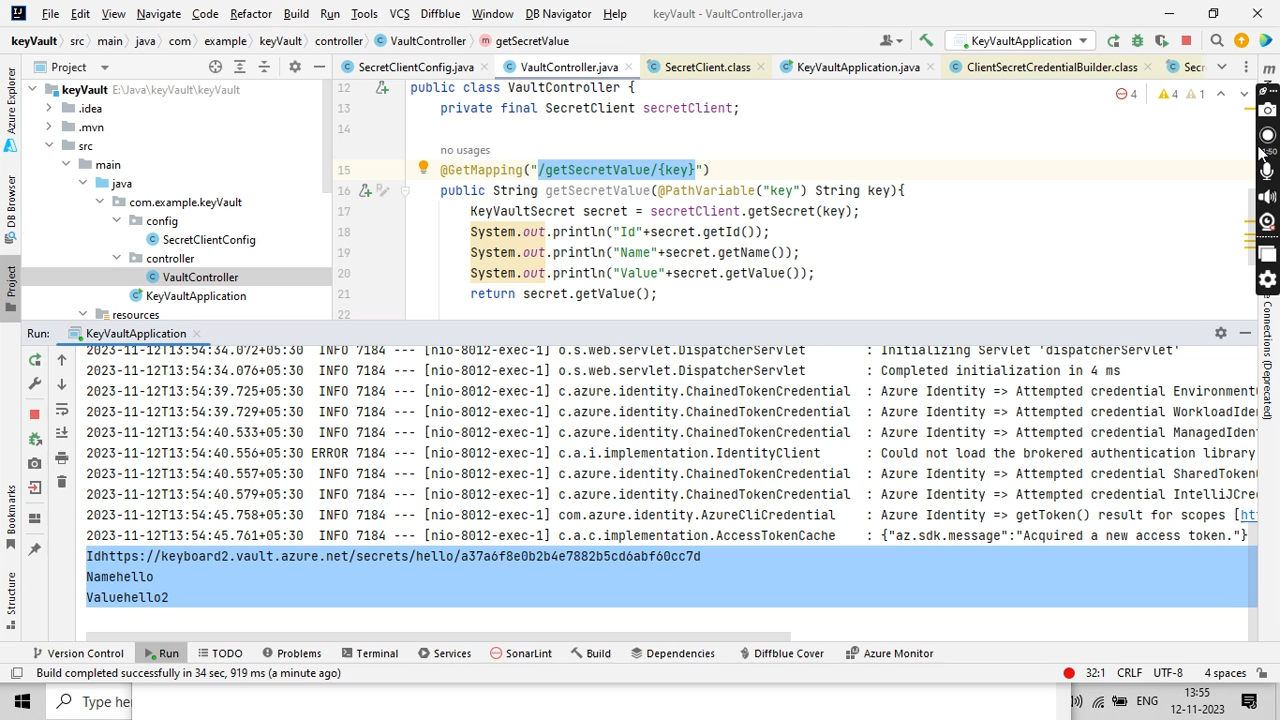 File Edit View Navigate Code Refactor Build Run Tools VCS Diffblue Window DB Navigator Help keyVault - VaultController.java
keyVault src main java com example keyVault controller VaultController getSecretValue KeyVaultApplication
Project SecretClientConfig.java VaultController.java SecretClient.class KeyVaultApplication.java ClientSecretCredentialBuilder.class Secr
keyVault E:\Java\keyVault\keyVault
.idea
.mvn
src
main
java
com.example.keyVault
config
SecretClientConfig
controller
VaultController
KeyVaultApplication
resources
4 4 1
12 public class VaultController {
13 private final SecretClient secretClient;
14
no usages
15 @GetMapping("/getSecretValue/{key}")
16 public String getSecretValue(@PathVariable("key") String key){
17 KeyVaultSecret secret = secretClient.getSecret(key);
18 System.out.println("Id"+secret.getId());
19 System.out.println("Name"+secret.getName());
20 System.out.println("Value"+secret.getValue());
21 return secret.getValue();
22
Run: KeyVaultApplication
2023-11-12T13:54:34.072+05:30 INFO 7184 --- [nio-8012-exec-1] o.s.web.servlet.DispatcherServlet : Initializing Servlet 'dispatcherServlet'
2023-11-12T13:54:34.076+05:30 INFO 7184 --- [nio-8012-exec-1] o.s.web.servlet.DispatcherServlet : Completed initialization in 4 ms
2023-11-12T13:54:39.725+05:30 INFO 7184 --- [nio-8012-exec-1] c.azure.identity.ChainedTokenCredential : Azure Identity => Attempted credential Environment
2023-11-12T13:54:39.729+05:30 INFO 7184 --- [nio-8012-exec-1] c.azure.identity.ChainedTokenCredential : Azure Identity => Attempted credential WorkloadIden
2023-11-12T13:54:40.533+05:30 INFO 7184 --- [nio-8012-exec-1] c.azure.identity.ChainedTokenCredential : Azure Identity => Attempted credential ManagedIdent
2023-11-12T13:54:40.556+05:30 ERROR 7184 --- [nio-8012-exec-1] c.a.i.implementation.IdentityClient : Could not load the brokered authentication library.
2023-11-12T13:54:40.557+05:30 INFO 7184 --- [nio-8012-exec-1] c.azure.identity.ChainedTokenCredential : Azure Identity => Attempted credential SharedToken
2023-11-12T13:54:40.579+05:30 INFO 7184 --- [nio-8012-exec-1] c.azure.identity.ChainedTokenCredential : Azure Identity => Attempted credential IntelliJCre
2023-11-12T13:54:45.758+05:30 INFO 7184 --- [nio-8012-exec-1] com.azure.identity.AzureCliCredential : Azure Identity => getToken() result for scopes [ht
2023-11-12T13:54:45.761+05:30 INFO 7184 --- [nio-8012-exec-1] c.a.c.implementation.AccessTokenCache : {"az.sdk.message":"Acquired a new access token."}
Idhttps://keyboard2.vault.azure.net/secrets/hello/a37a6f8e0b2b4e7882b5cd6abf60cc7d
Namehello
Valuehello2
Azure Explorer
DB Browser
Project
Bookmarks
Structure
Connections (Deprecated)
Version Control Run TODO Problems Terminal Services SonarLint Build Dependencies Diffblue Cover Azure Monitor
Build completed successfully in 34 sec, 919 ms (a minute ago) 32:1 CRLF UTF-8 4 spaces
Type here
ENG 13:55
12-11-2023